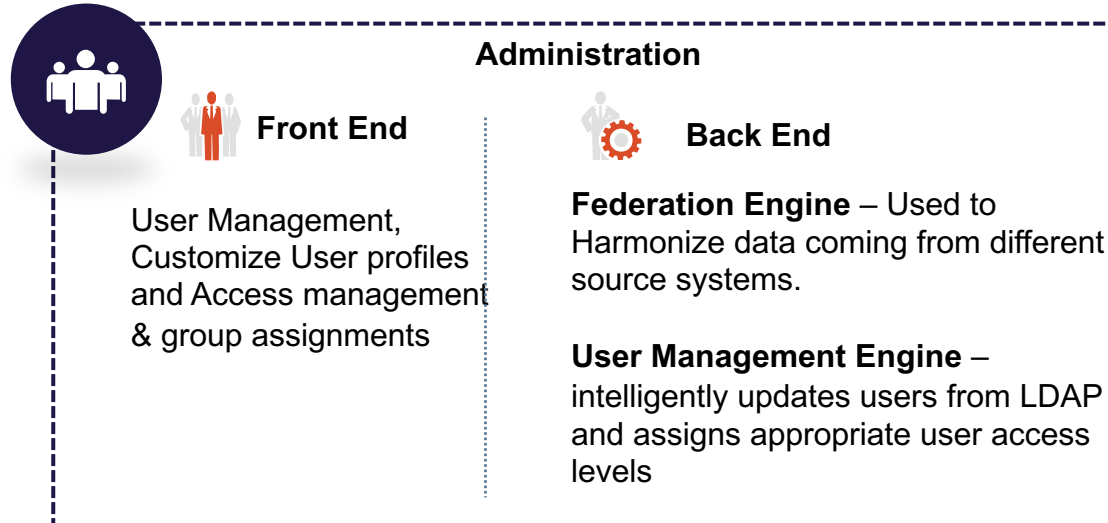 Administration
Front End
User Management,
Customize User profiles
and Access management
& group assignments
Back End
Federation Engine – Used to
Harmonize data coming from different
source systems.
User Management Engine –
intelligently updates users from LDAP
and assigns appropriate user access
levels